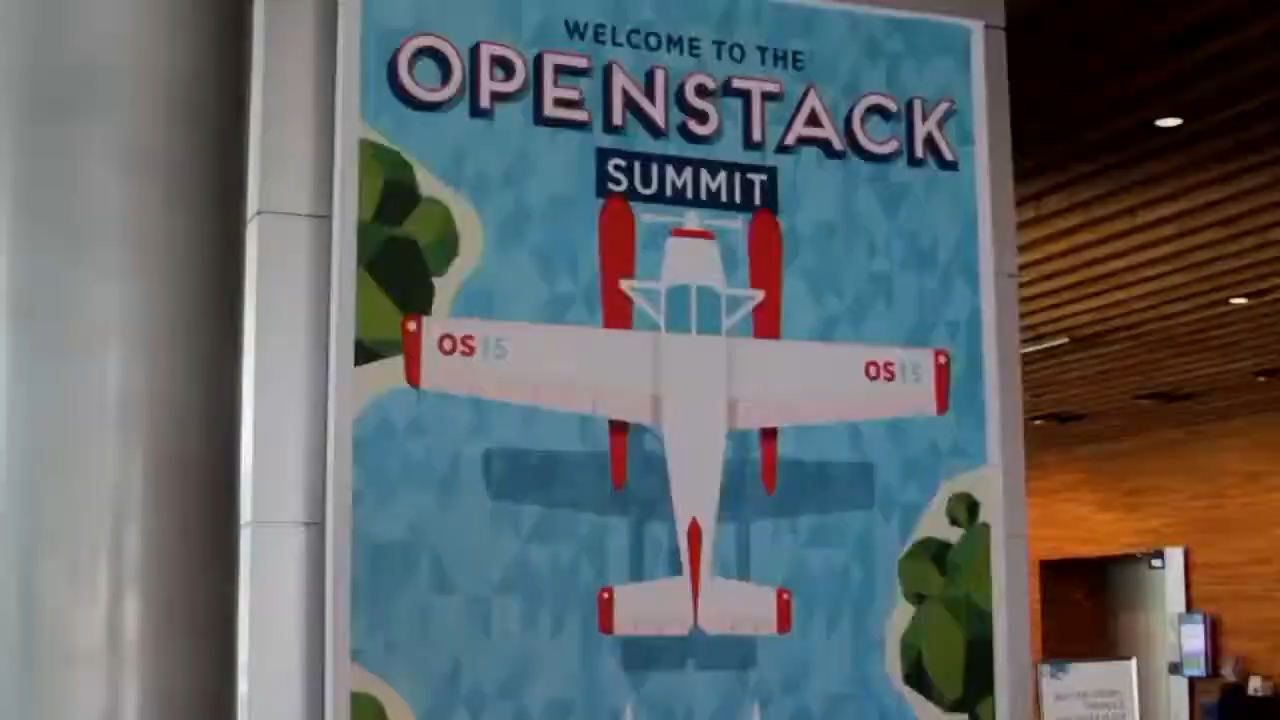 WELCOME TO THE
OPENSTACK
SUMMIT
OS15
OS15